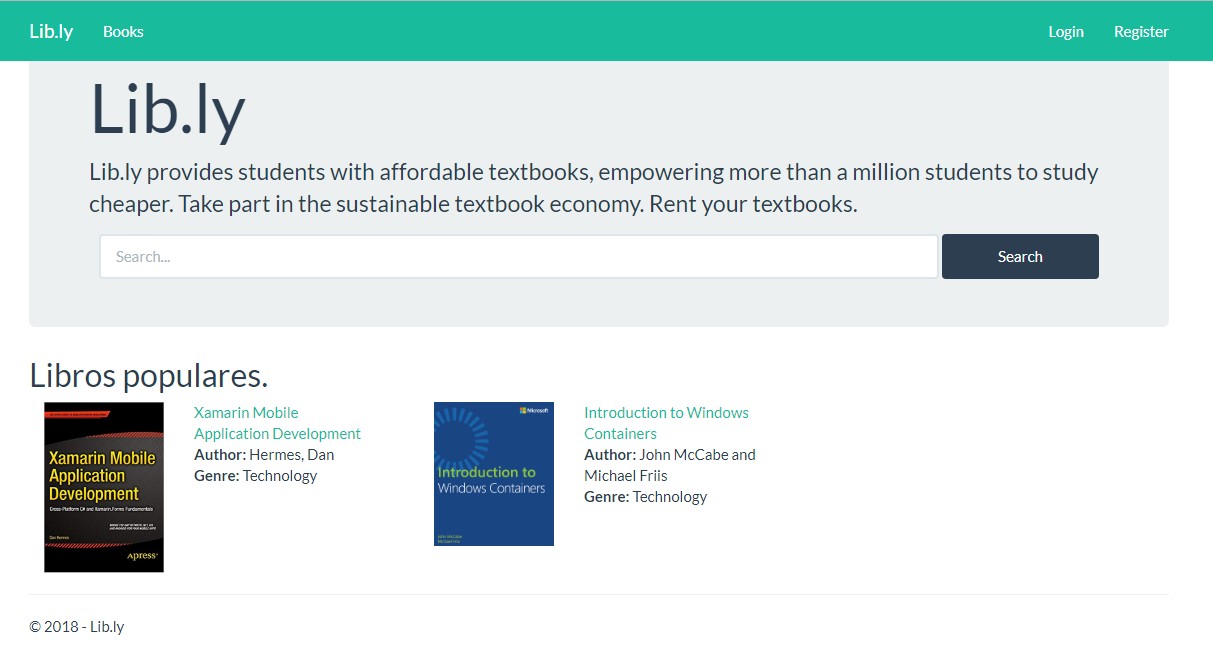 Lib.ly Books Login Register
Lib.ly
Lib.ly provides students with affordable textbooks, empowering more than a million students to study
cheaper. Take part in the sustainable textbook economy. Rent your textbooks.
Search... Search
Libros populares.
Xamarin Mobile
Application
Development
Cross-Platform C# and Xamarin.Forms Fundamentals
Dan Hermes
Apress®
Xamarin Mobile
Application Development
Author: Hermes, Dan
Genre: Technology
Microsoft
Introduction to
Windows Containers
John McCabe
Michael Friis
Introduction to Windows
Containers
Author: John McCabe and
Michael Friis
Genre: Technology
© 2018 - Lib.ly